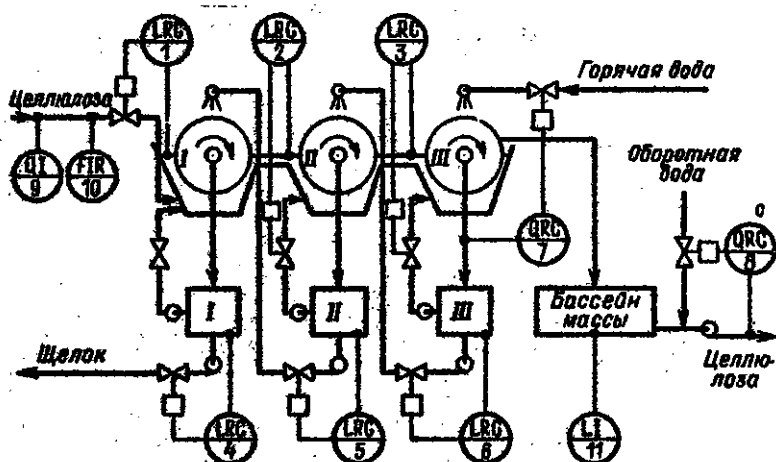 LRC
1
LRC
2
LRC
3
Горячая вода
Целлюлоза
I
II
III
Оборотная
вода
QI
9
FIR
10
QRC
7
с
QRC
8
I
II
III
Бассейн
массы
Щелок
Целлю-
лоза
LRC
4
LRC
5
LRC
6
LI
11